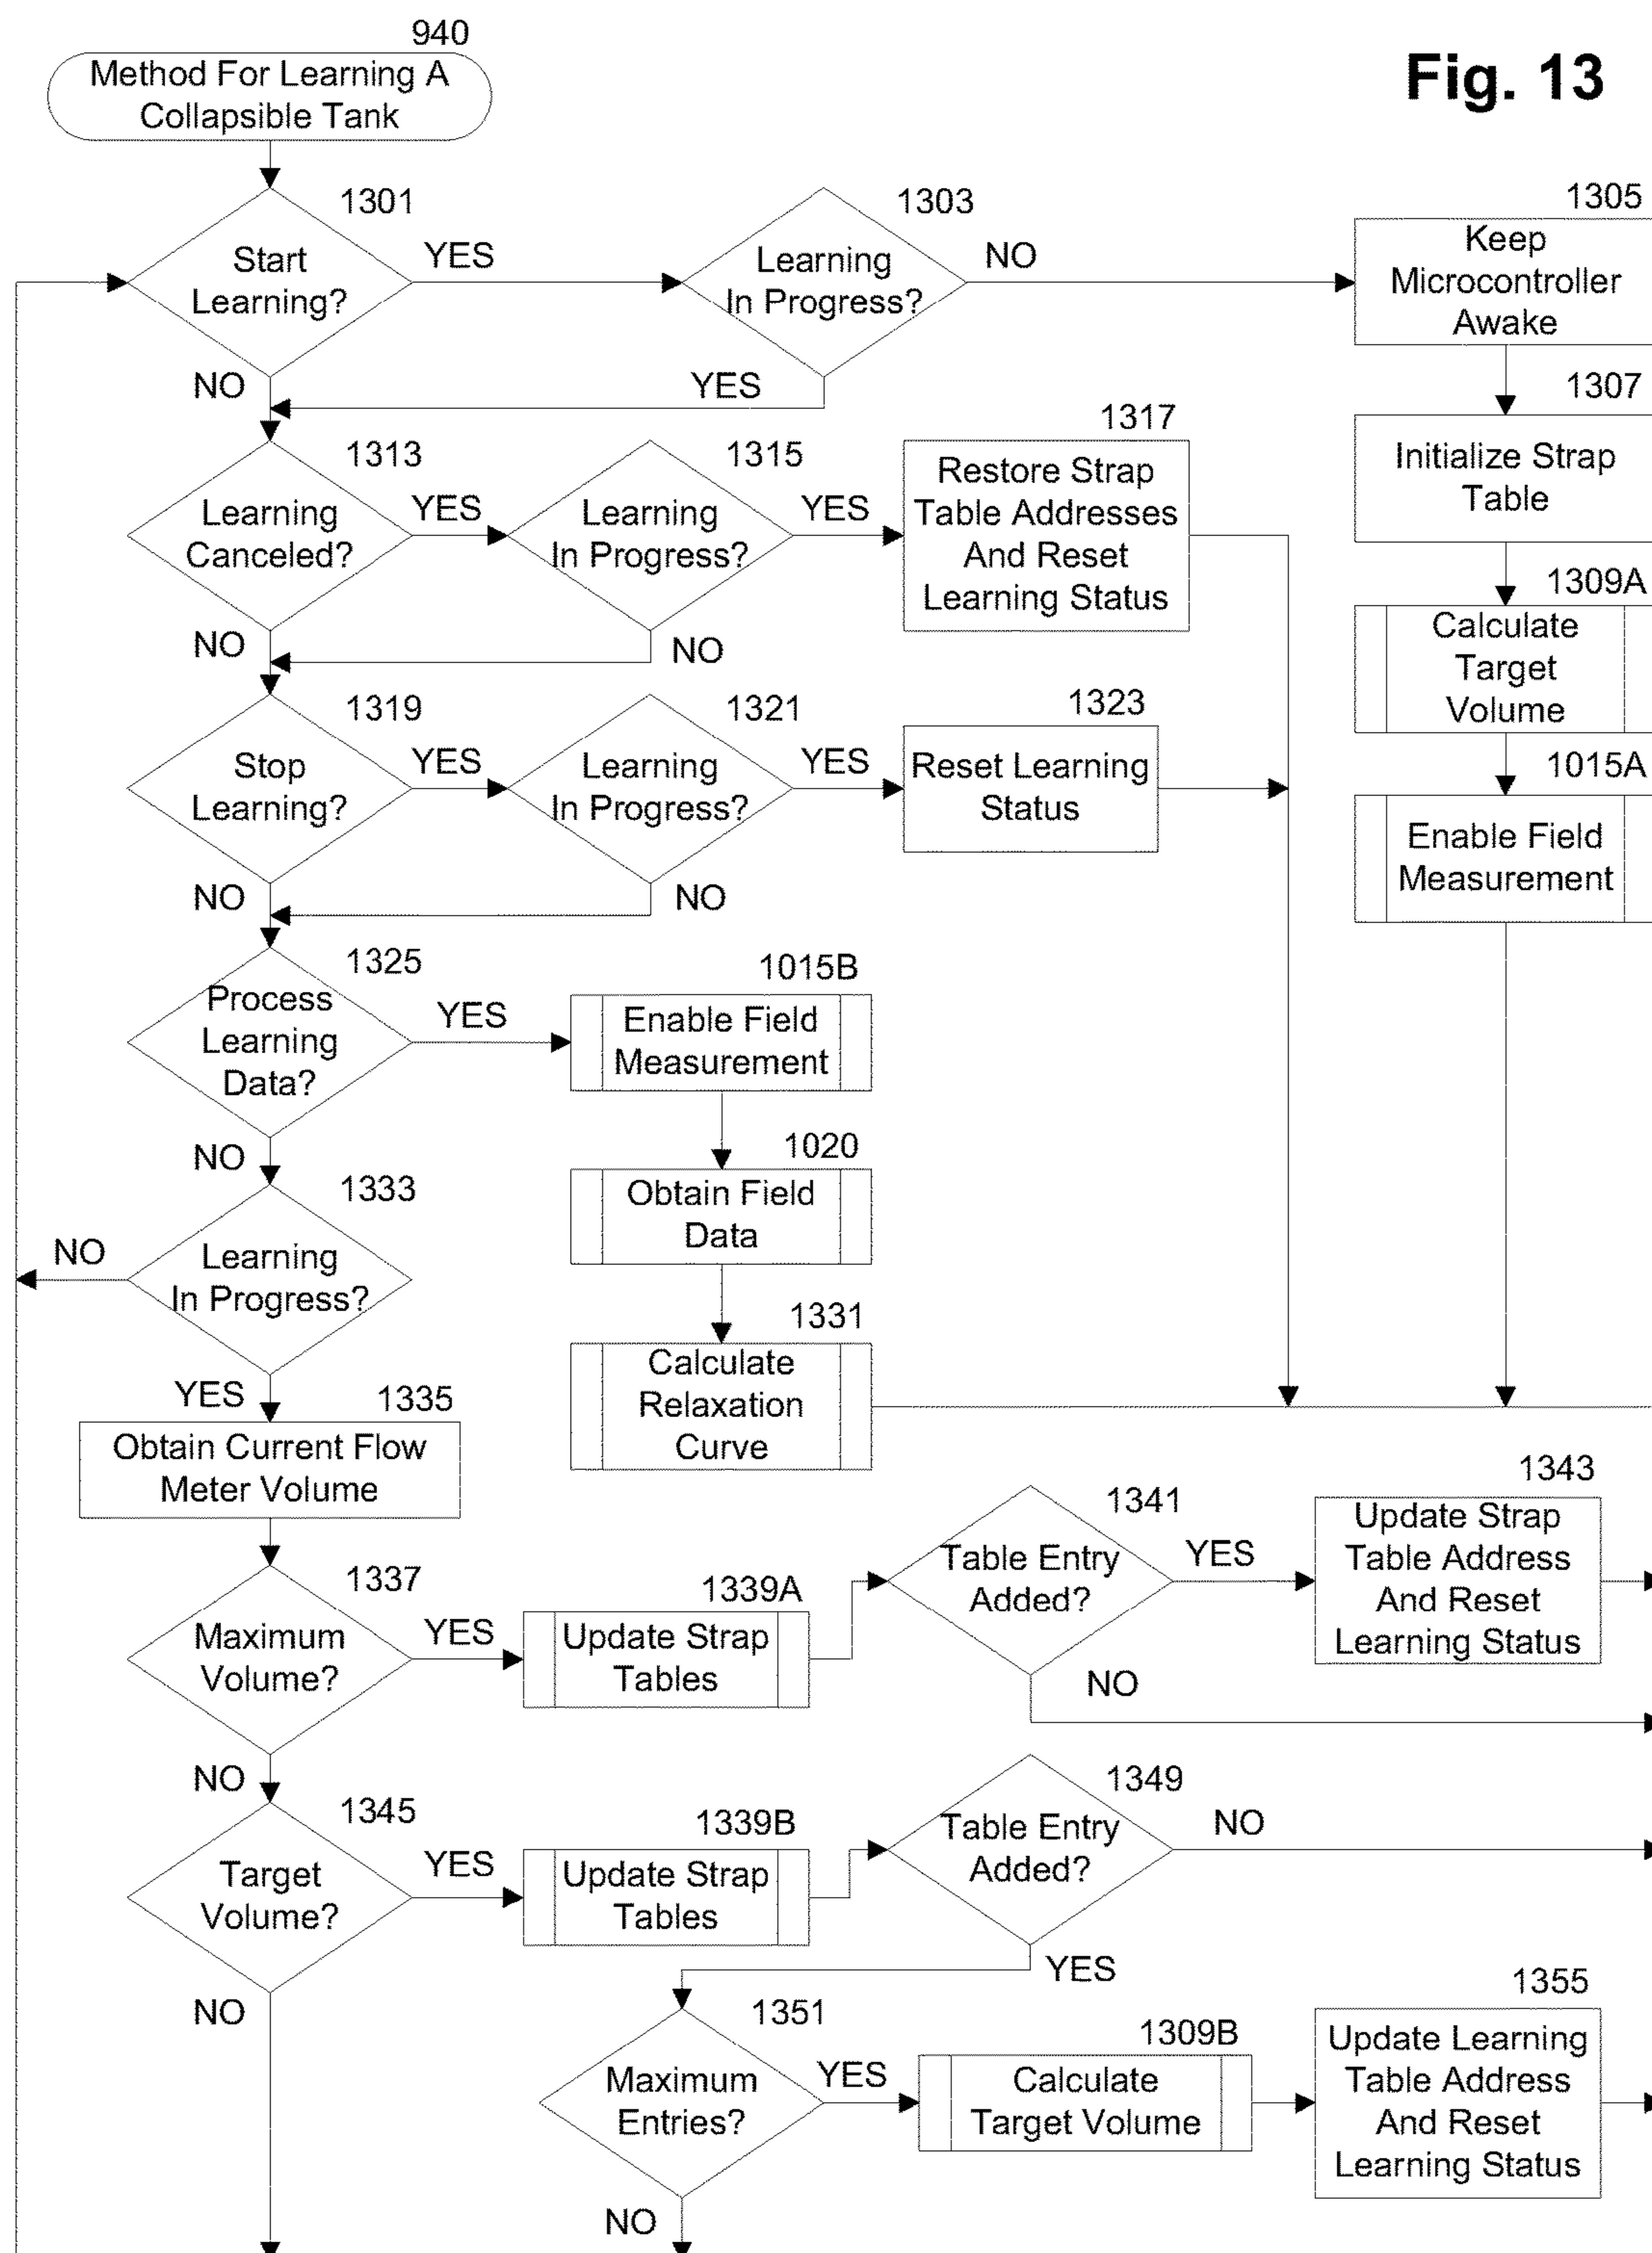 940
Fig. 13
Method For Learning A
Collapsible Tank
1301
Start
Learning?
YES
NO
1303
Learning
In Progress?
NO
YES
1305
Keep
Microcontroller
Awake
1307
Initialize Strap
Table
1309A
Calculate
Target
Volume
1015A
Enable Field
Measurement
1313
Learning
Canceled?
YES
NO
1315
Learning
In Progress?
YES
NO
1317
Restore Strap
Table Addresses
And Reset
Learning Status
1319
Stop
Learning?
YES
NO
1321
Learning
In Progress?
YES
NO
1323
Reset Learning
Status
1325
Process
Learning
Data?
YES
NO
1015B
Enable Field
Measurement
1020
Obtain Field
Data
1331
Calculate
Relaxation
Curve
1333
Learning
In Progress?
NO
YES
1335
Obtain Current Flow
Meter Volume
1337
Maximum
Volume?
YES
NO
1339A
Update Strap
Tables
1341
Table Entry
Added?
YES
NO
1343
Update Strap
Table Address
And Reset
Learning Status
1345
Target
Volume?
YES
NO
1339B
Update Strap
Tables
1349
Table Entry
Added?
NO
YES
1351
Maximum
Entries?
YES
NO
1309B
Calculate
Target Volume
1355
Update Learning
Table Address
And Reset
Learning Status